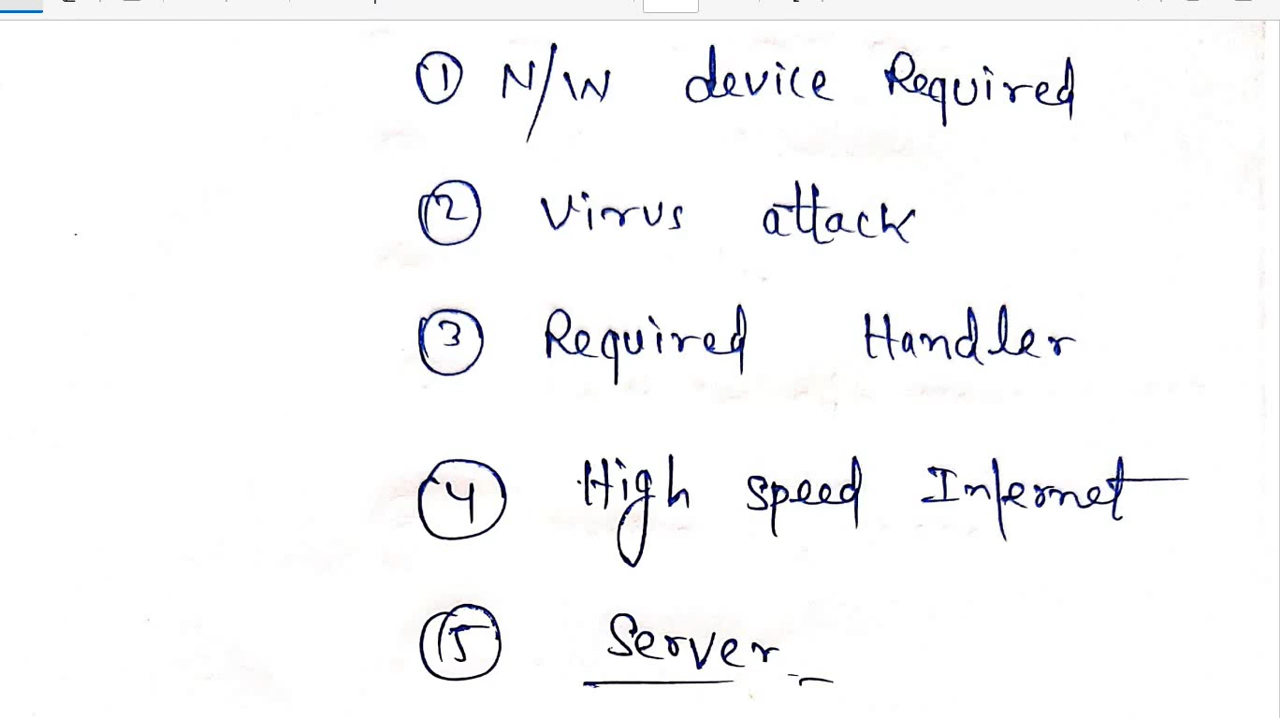 ① N/W device Required
② Virus attack
③ Required Handler
④ High speed Internet
⑤ Server